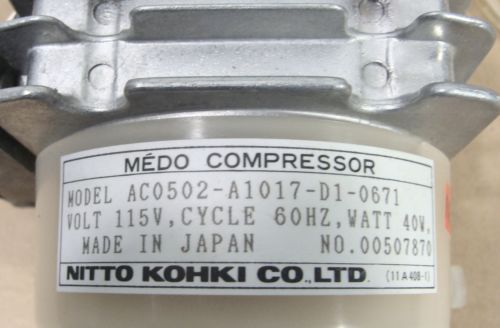 MÉDO COMPRESSOR
MODEL AC0502-A1017-D1-0671
VOLT 115V, CYCLE 60HZ, WATT 40W,
MADE IN JAPAN NO.00507870
NITTO KOHKI CO.,LTD. (11A408-1)